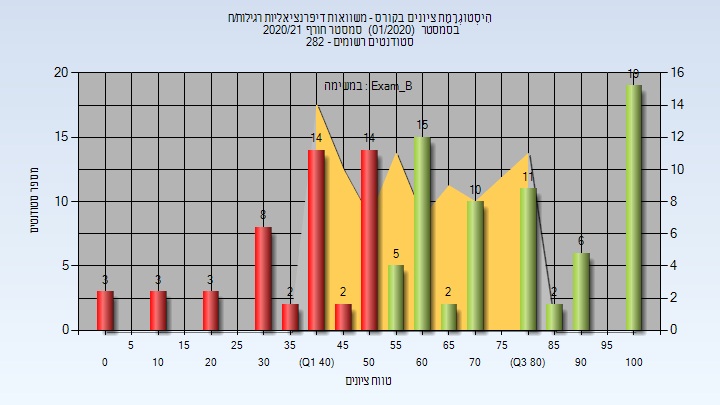 היסטוגרמת ציונים בקורס - משוואות דיפרנציאליות רגילות/ח
בסמסטר (01/2020) סמסטר חורף 2020/21
סטודנטים רשומים - 282
במשימה : Exam_B
מספר סטודנטים
20 15 10 5 0
16 14 12 10 8 6 4 2 0
3 3 3 8 2 14 2 14 5 15 2 10 11 2 6 19
5 15 25 35 45 55 65 75 85 95
0 10 20 30 (Q1 40) 50 60 70 (Q3 80) 90 100
טווח ציונים